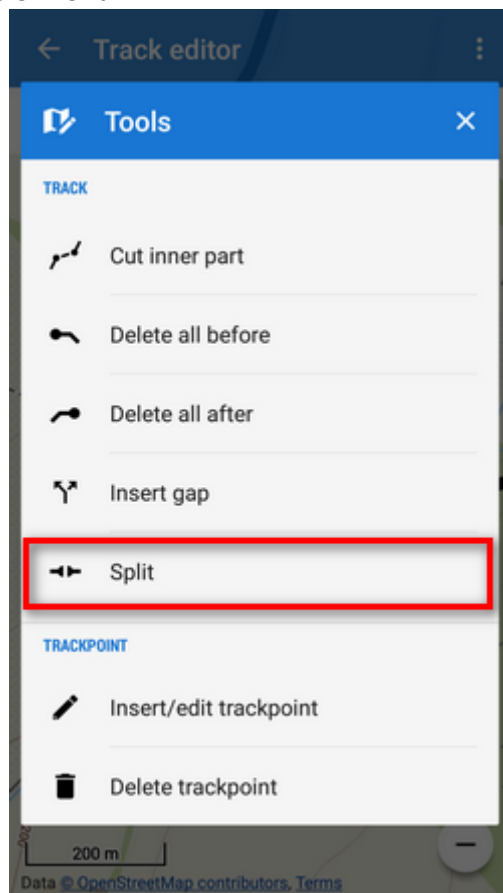 Track editor
Tools
TRACK
Cut inner part
Delete all before
Delete all after
Insert gap
Split
TRACKPOINT
Insert/edit trackpoint
Delete trackpoint
200
200 m
Data © OpenStreetMap contributors, Terms